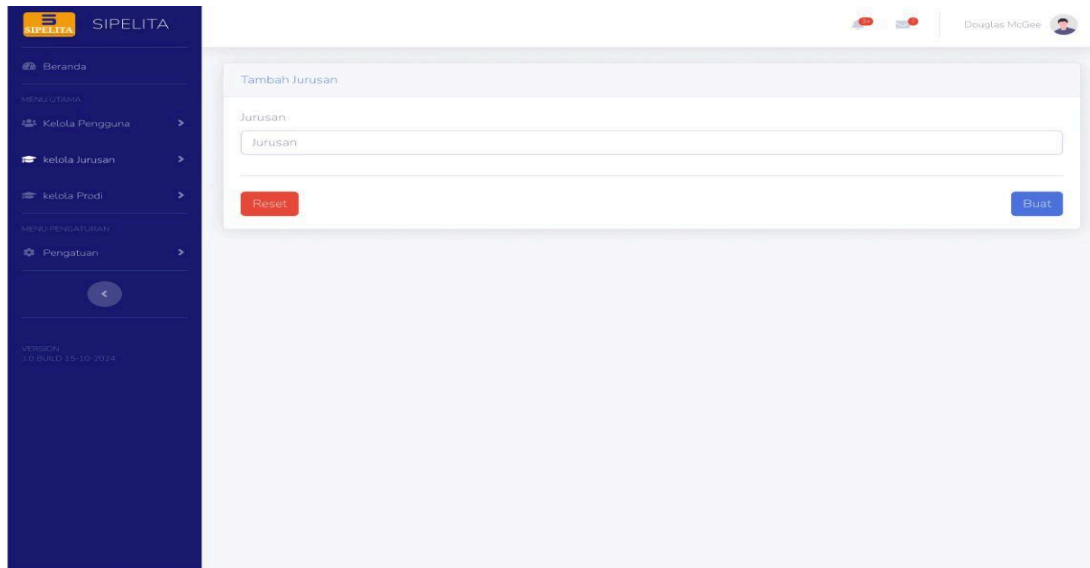 SIPELITA
SIPELITA
Beranda
MENU UTAMA
Kelola Pengguna
kelola Jurusan
kelola Prodi
MENU PENGATURAN
Pengatuan
VERSION
1.0 BUILD 15-10-2024
3+
Douglas McGee
Tambah Jurusan
Jurusan
Jurusan
Reset
Buat